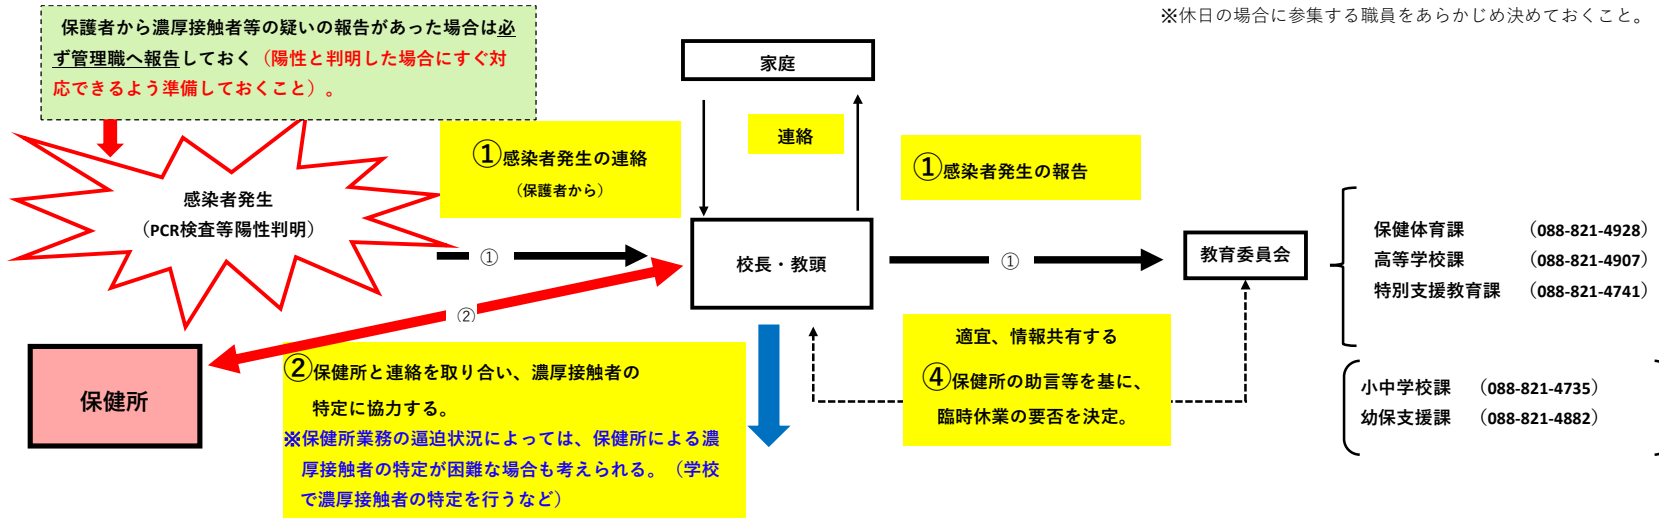 ※休日の場合に参集する職員をあらかじめ決めておくこと。
保護者から濃厚接触者等の疑いの報告があった場合は必
ず管理職へ報告しておく（陽性と判明した場合にすぐ対
応できるよう準備しておくこと）。
家庭
連絡
①感染者発生の連絡
（保護者から）
①感染者発生の報告
感染者発生
（PCR検査等陽性判明）
①
校長・教頭
①
教育委員会
保健体育課　　　（088-821-4928）
高等学校課　　　（088-821-4907）
特別支援教育課　（088-821-4741）
②
保健所
②保健所と連絡を取り合い、濃厚接触者の
特定に協力する。
※保健所業務の逼迫状況によっては、保健所による濃
厚接触者の特定が困難な場合も考えられる。（学校
で濃厚接触者の特定を行うなど）
適宜、情報共有する
④保健所の助言等を基に、
臨時休業の要否を決定。
小中学校課　（088-821-4735）
幼保支援課　（088-821-4882）